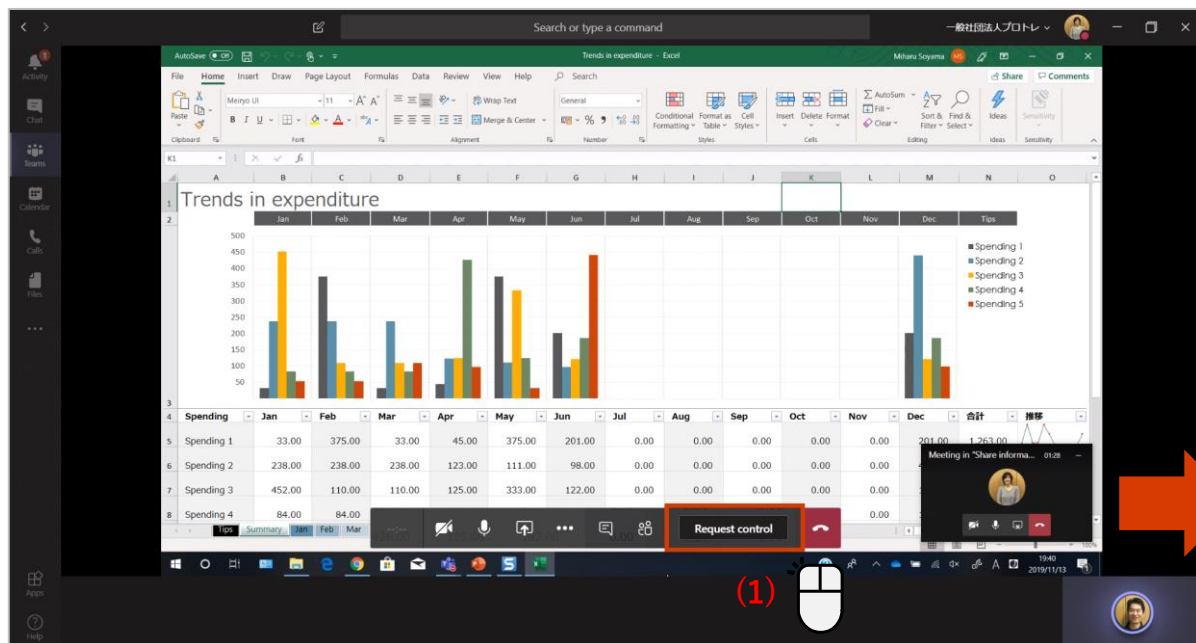 Search or type a command
一般社団法人プロトレ
Activity
Chat
Teams
Calendar
Calls
Files
Apps
Help
AutoSave Off
Trends in expenditure - Excel
Miharu Soyama MS
File Home Insert Draw Page Layout Formulas Data Review View Help Search
Share Comments
Paste
Meiryo UI 11
Wrap Text
Merge & Center
General
Conditional Formatting
Format as Table
Cell Styles
Insert Delete Format
AutoSum
Fill
Clear
Sort & Filter
Find & Select
Ideas
Sensitivity
Clipboard Font Alignment Number Styles Cells Editing Ideas Sensitivity
K1
A B C D E F G H I J K L M N O
1 Trends in expenditure
2 Jan Feb Mar Apr May Jun Jul Aug Sep Oct Nov Dec Tips
500
450
400
350
300
250
200
150
100
50
Spending 1
Spending 2
Spending 3
Spending 4
Spending 5
3
4 Spending Jan Feb Mar Apr May Jun Jul Aug Sep Oct Nov Dec 合計 推移
5 Spending 1 33.00 375.00 33.00 45.00 375.00 201.00 0.00 0.00 0.00 0.00 0.00 201.00 1,263.00
6 Spending 2 238.00 238.00 238.00 123.00 111.00 98.00 0.00 0.00 0.00 0.00 0.00
7 Spending 3 452.00 110.00 110.00 125.00 333.00 122.00 0.00 0.00 0.00 0.00 0.00
8 Spending 4 84.00 84.00 0.00
Meeting in "Share informa... 01:28
Tips Summary Jan Feb Mar
Request control
100%
19:40
2019/11/13
(1)